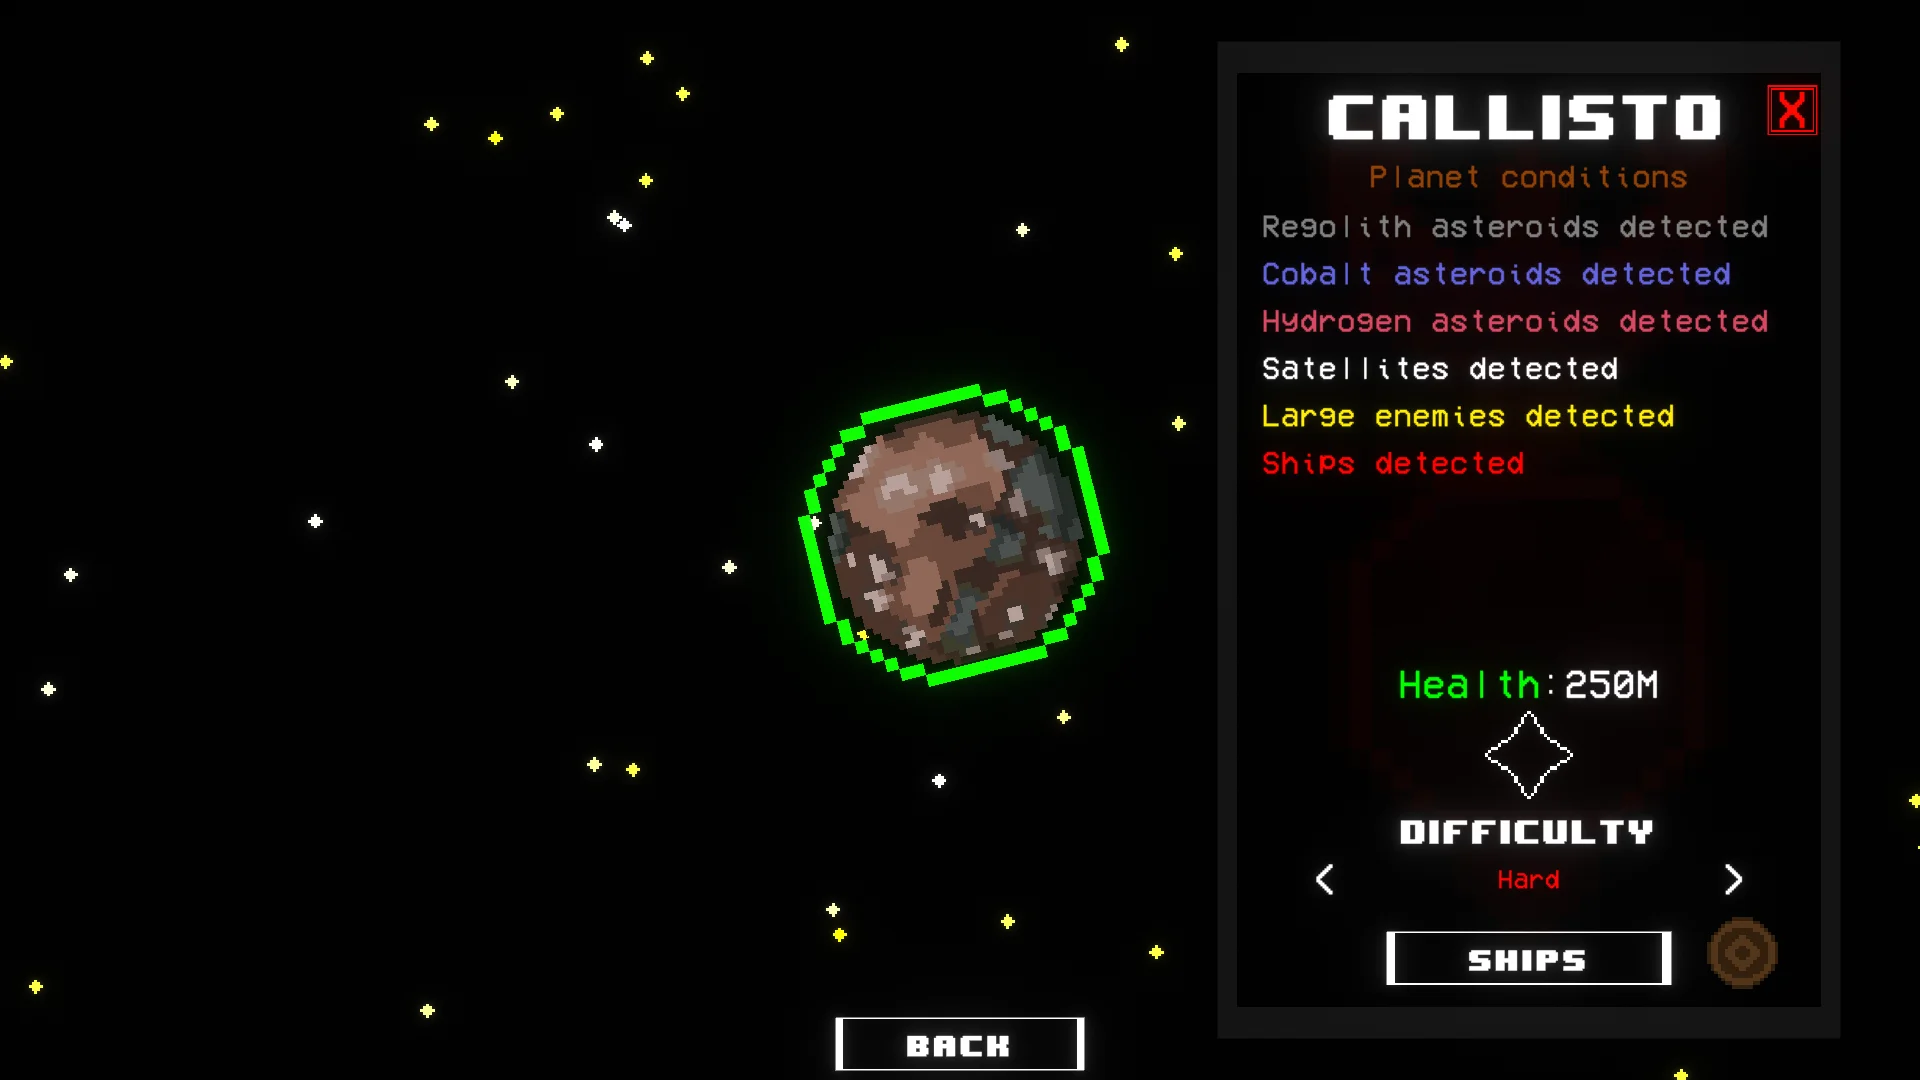 CALLISTO
X
Planet conditions
Regolith asteroids detected
Cobalt asteroids detected
Hydrogen asteroids detected
Satellites detected
Large enemies detected
Ships detected
Health:250M
DIFFICULTY
< Hard >
SHIPS
BACK